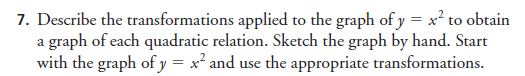 7. Describe the transformations applied to the graph of y = x² to obtain
a graph of each quadratic relation. Sketch the graph by hand. Start
with the graph of y = x² and use the appropriate transformations.